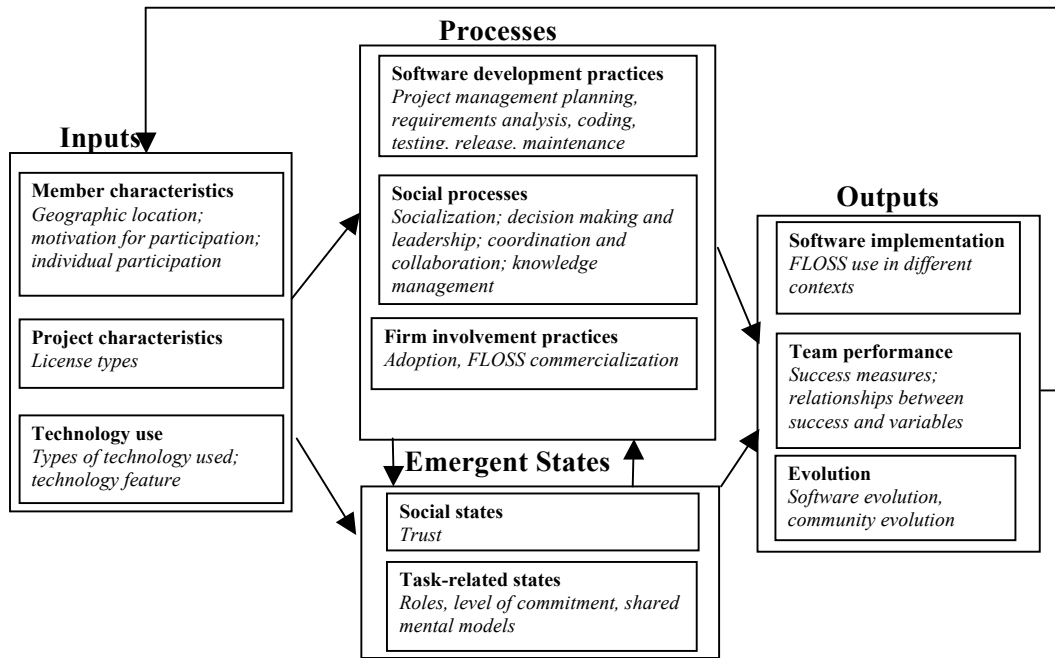 Processes
Software development practices
Project management planning,
requirements analysis, coding,
testing, release, maintenance
Inputs
Member characteristics
Geographic location;
motivation for participation;
individual participation
Project characteristics
License types
Technology use
Types of technology used;
technology feature
Social processes
Socialization; decision making and
leadership; coordination and
collaboration; knowledge
management
Firm involvement practices
Adoption, FLOSS commercialization
Emergent States
Social states
Trust
Task-related states
Roles, level of commitment, shared
mental models
Outputs
Software implementation
FLOSS use in different
contexts
Team performance
Success measures;
relationships between
success and variables
Evolution
Software evolution,
community evolution